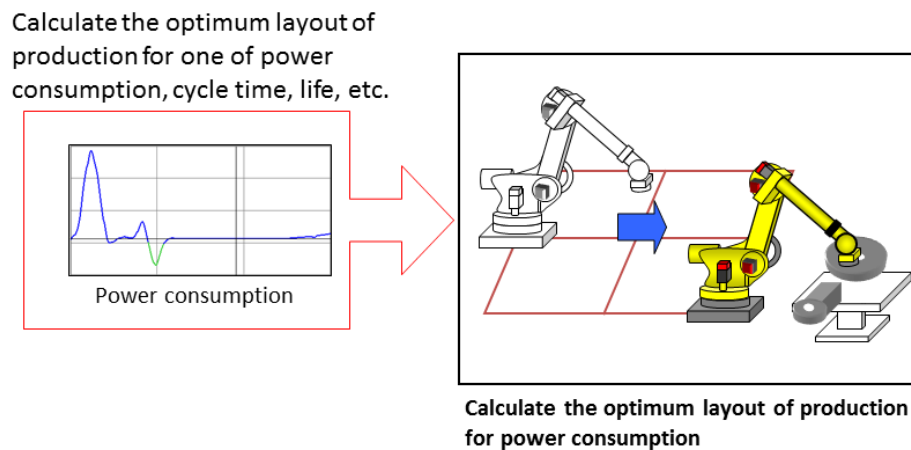 Calculate the optimum layout of
production for one of power
consumption, cycle time, life, etc.
Power consumption
Calculate the optimum layout of production
for power consumption